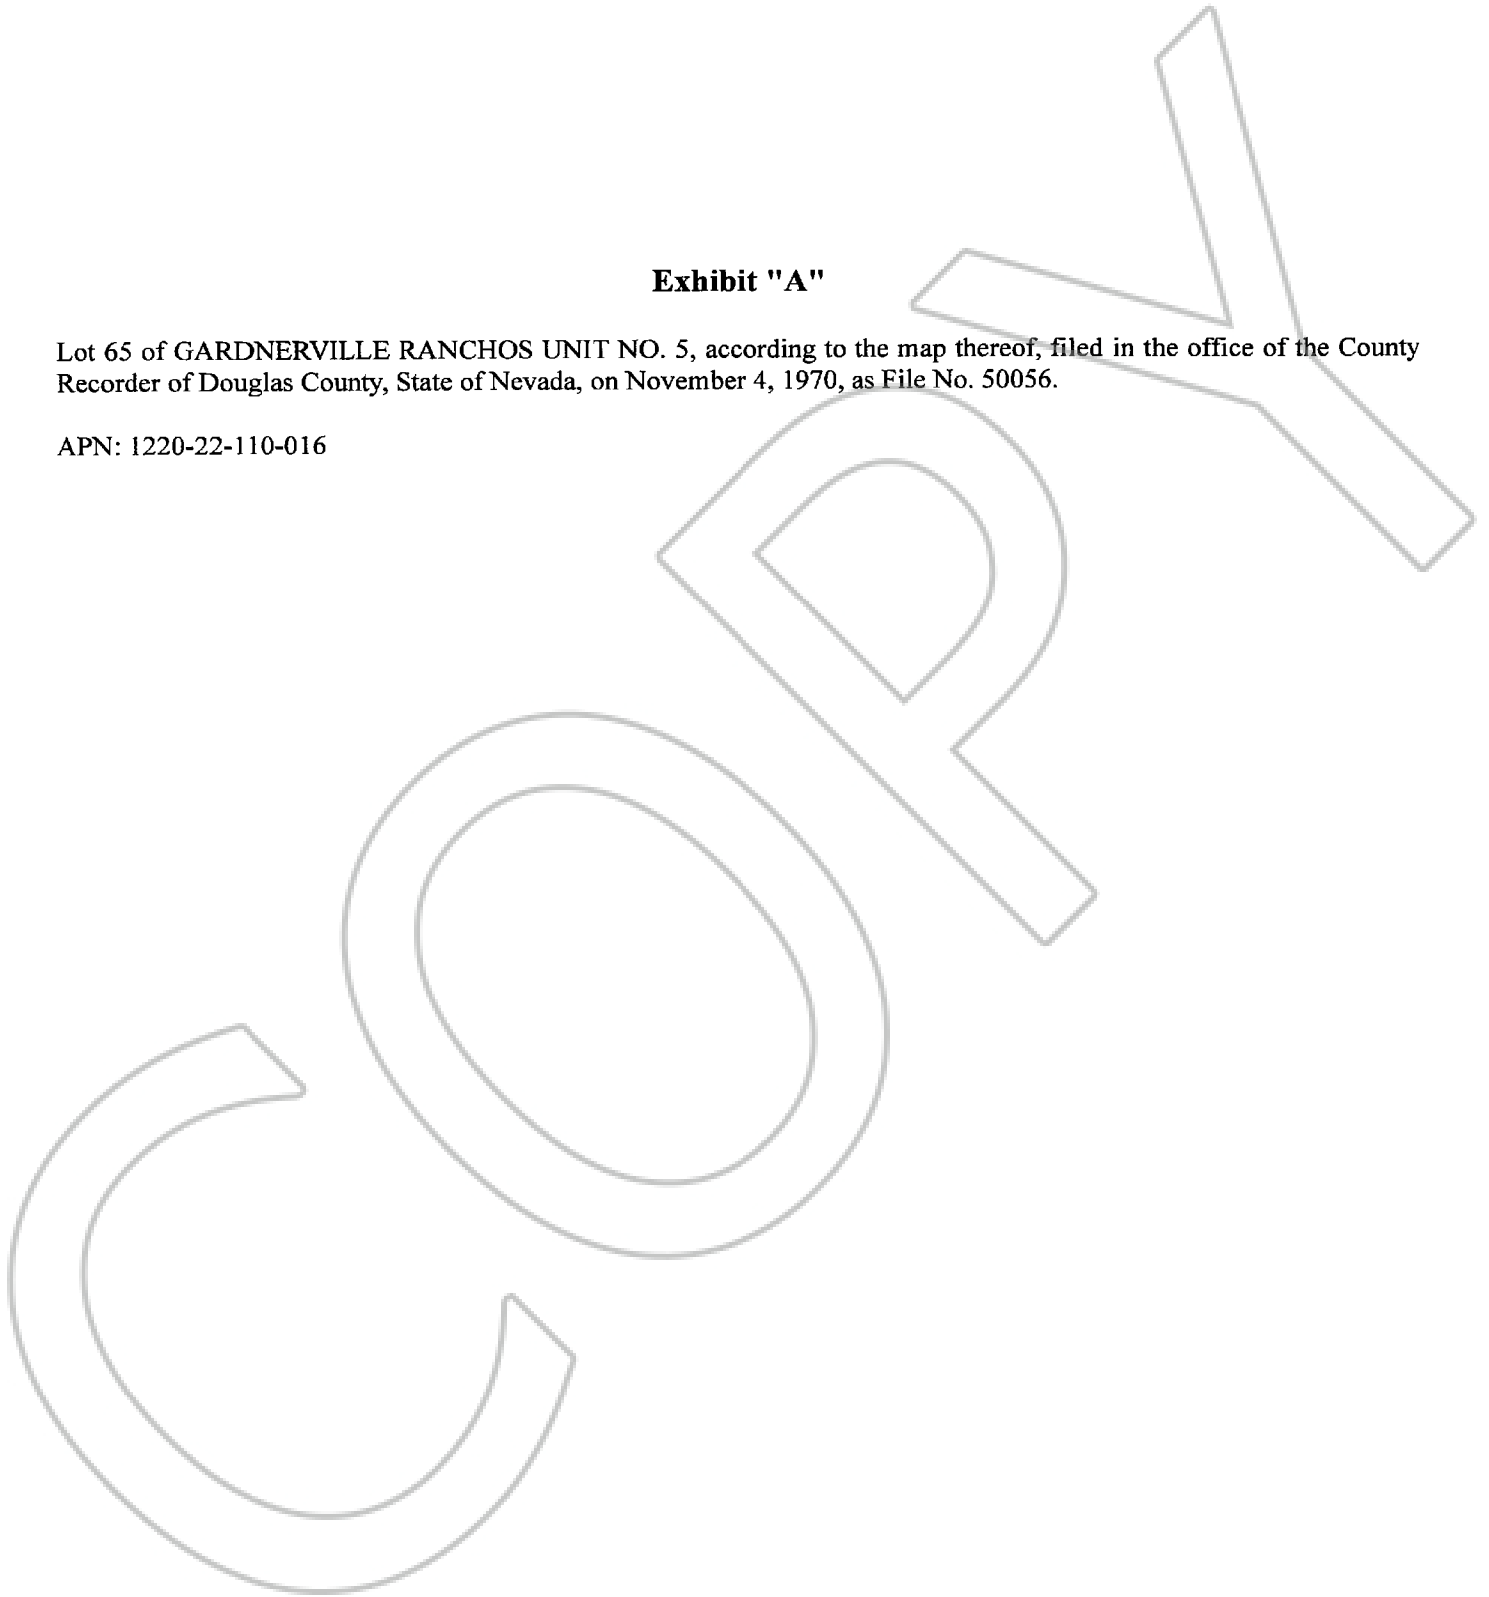 Exhibit "A"
Lot 65 of GARDNERVILLE RANCHOS UNIT NO. 5, according to the map thereof, filed in the office of the County
Recorder of Douglas County, State of Nevada, on November 4, 1970, as File No. 50056.
APN: 1220-22-110-016
COPY